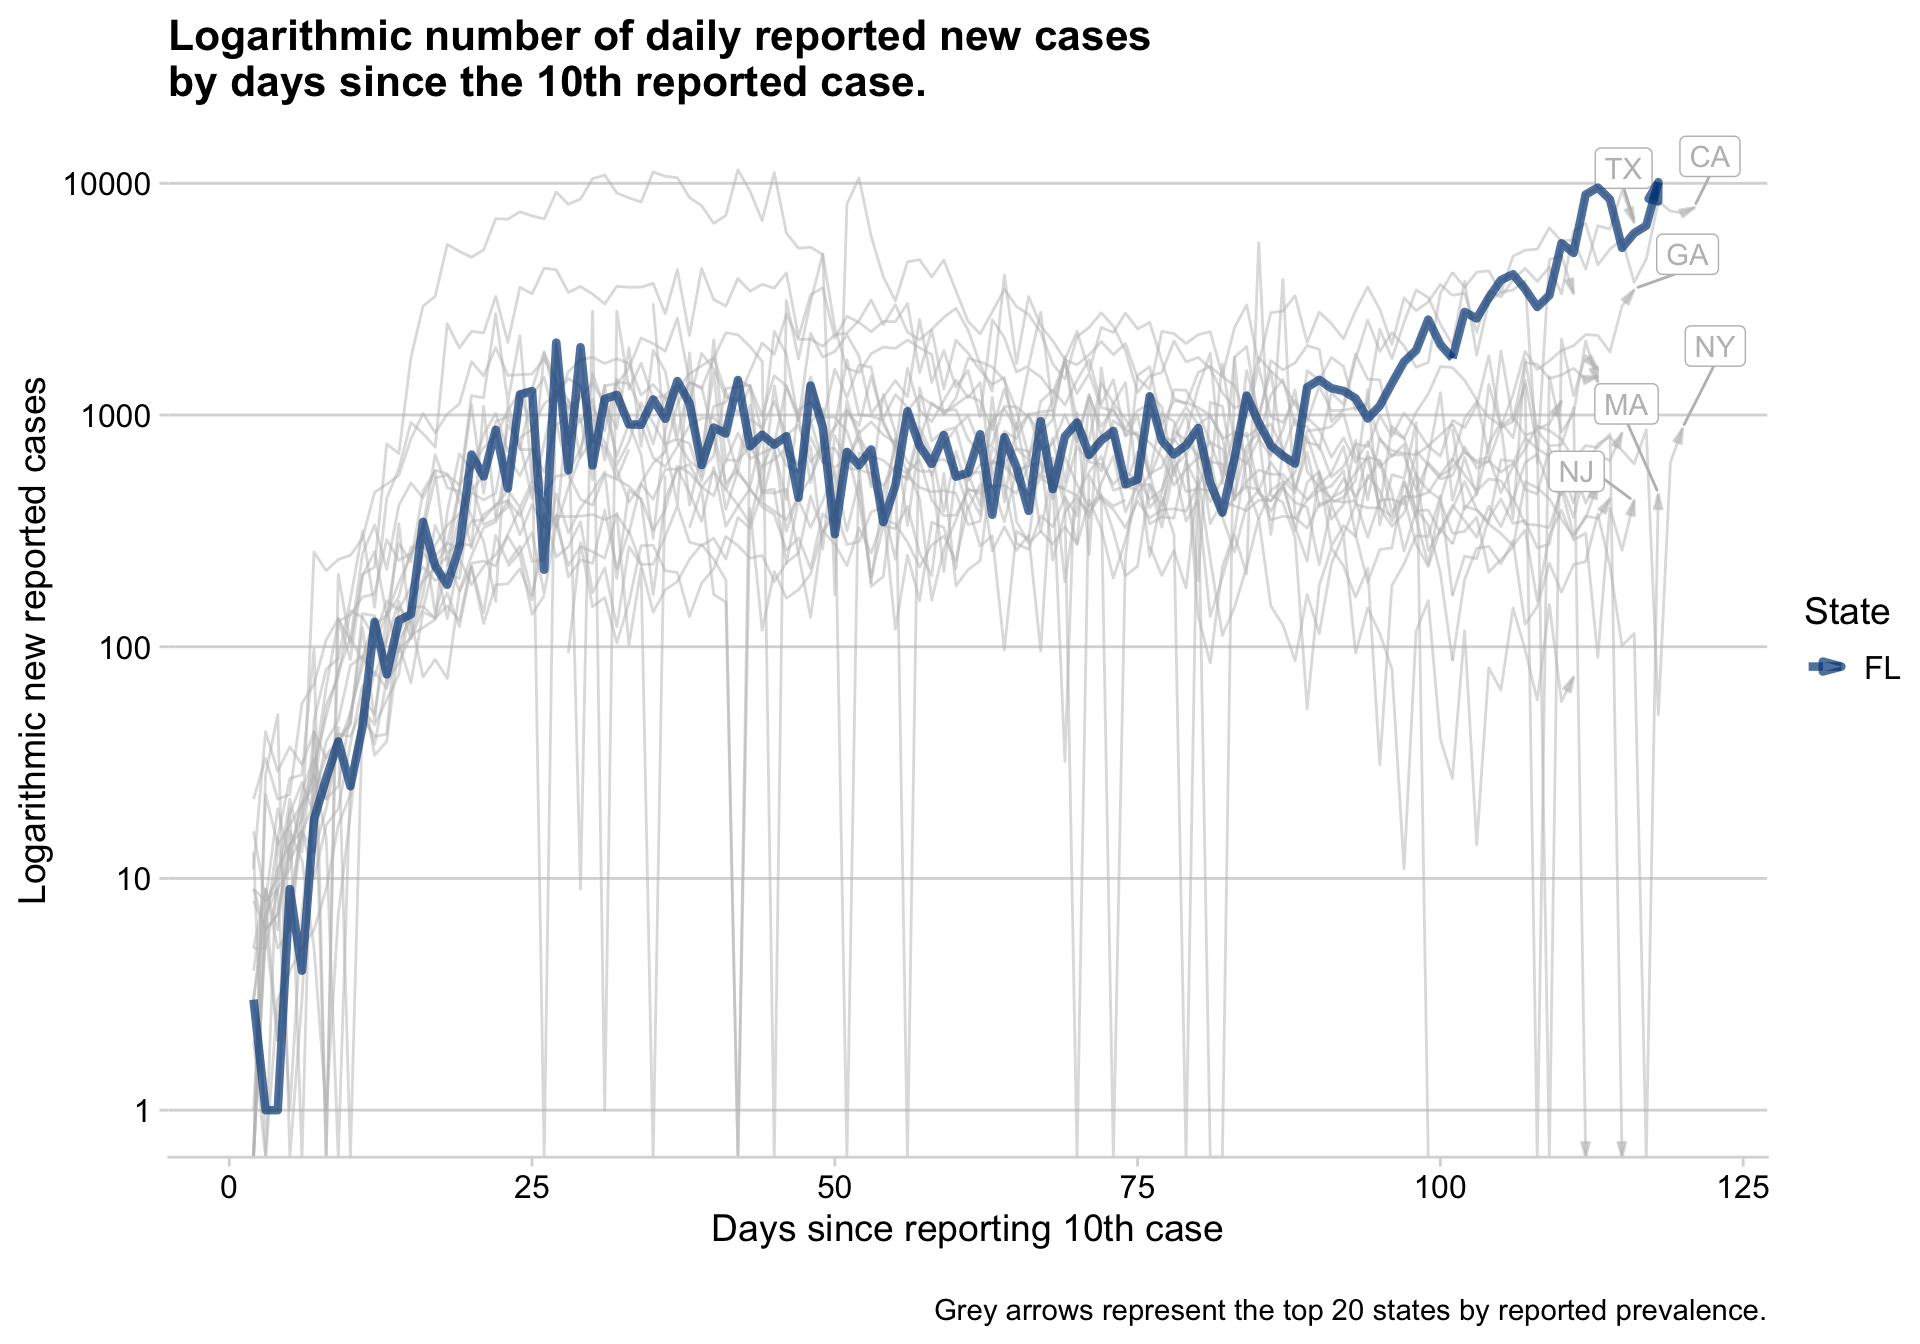 Logarithmic number of daily reported new cases
by days since the 10th reported case.
Logarithmic new reported cases
10000
1000
100
10
1
TX
CA
GA
NY
MA
NJ
State
FL
0
25
50
75
100
125
Days since reporting 10th case
Grey arrows represent the top 20 states by reported prevalence.